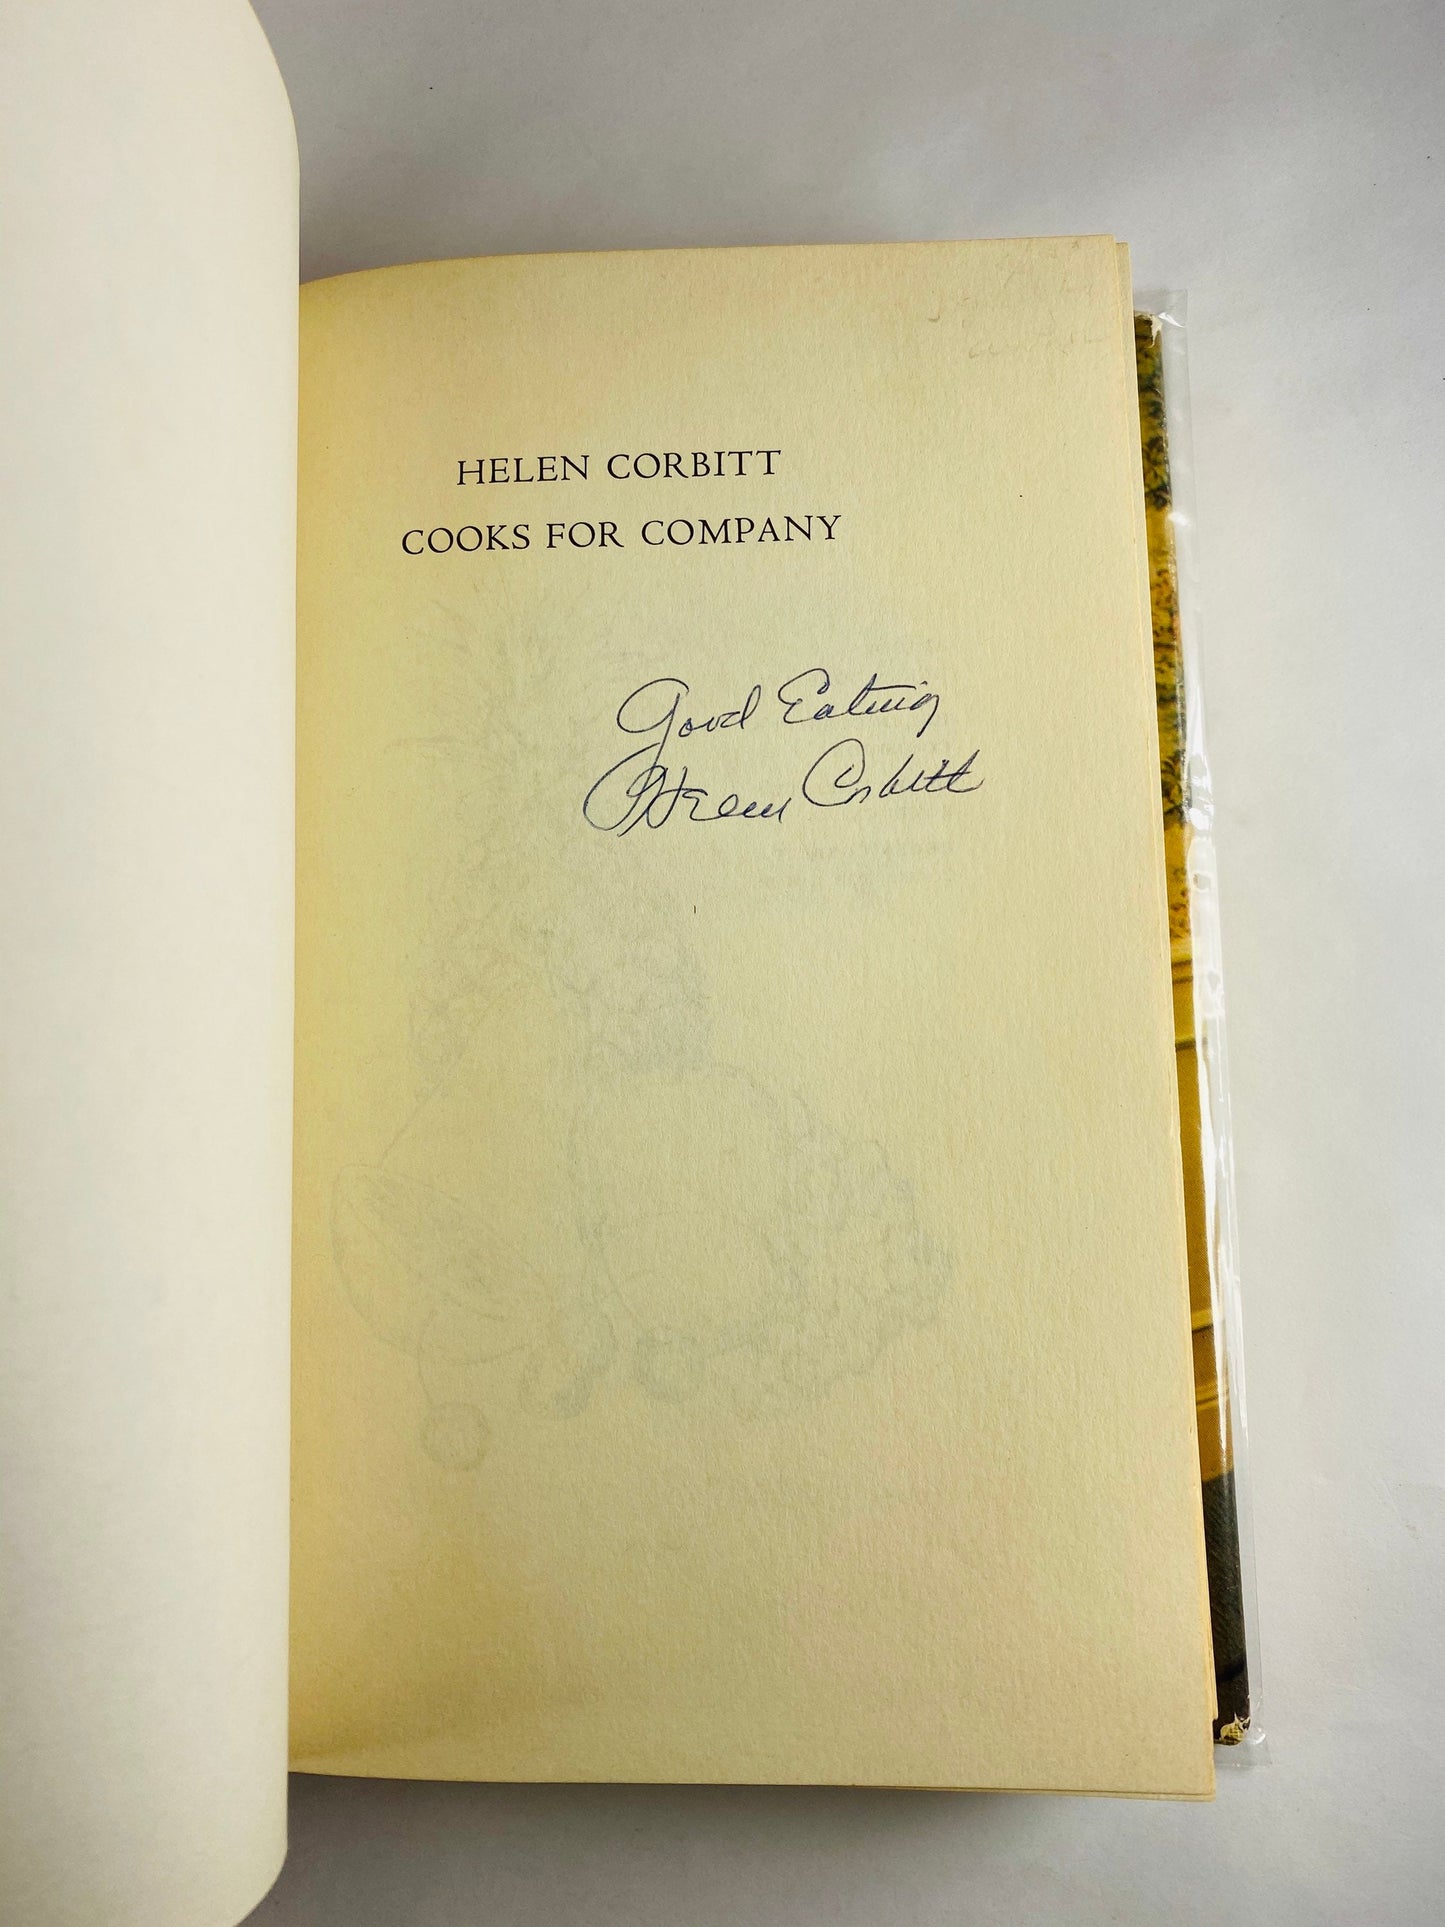 HELEN CORBITT
COOKS FOR COMPANY
Good Eating
Helen Corbitt